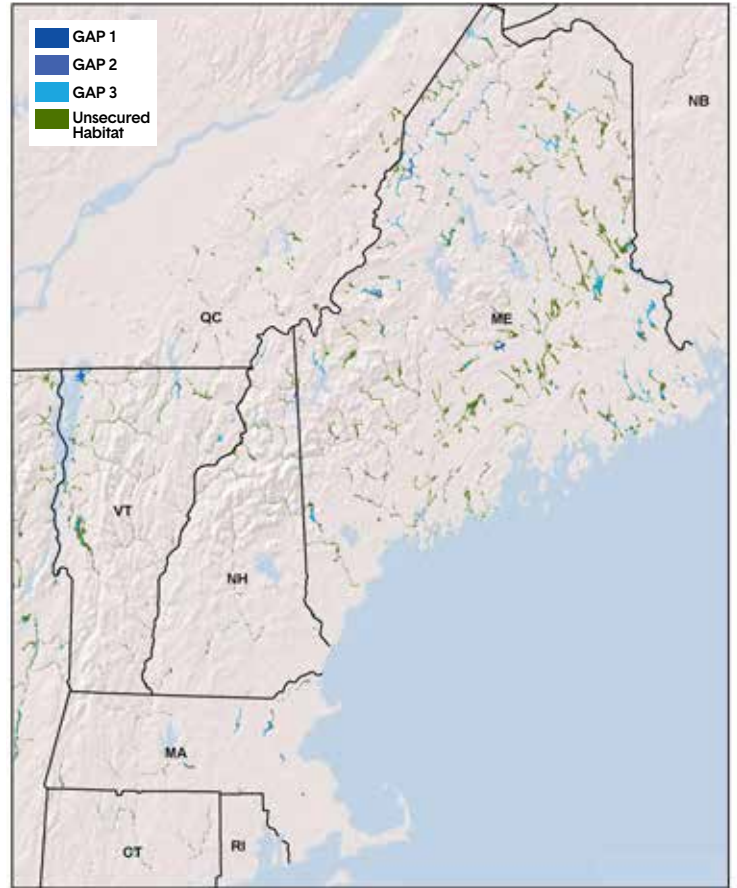 GAP 1
GAP 2
GAP 3
Unsecured
Habitat
NB
QC
ME
VT
NH
MA
CT
RI